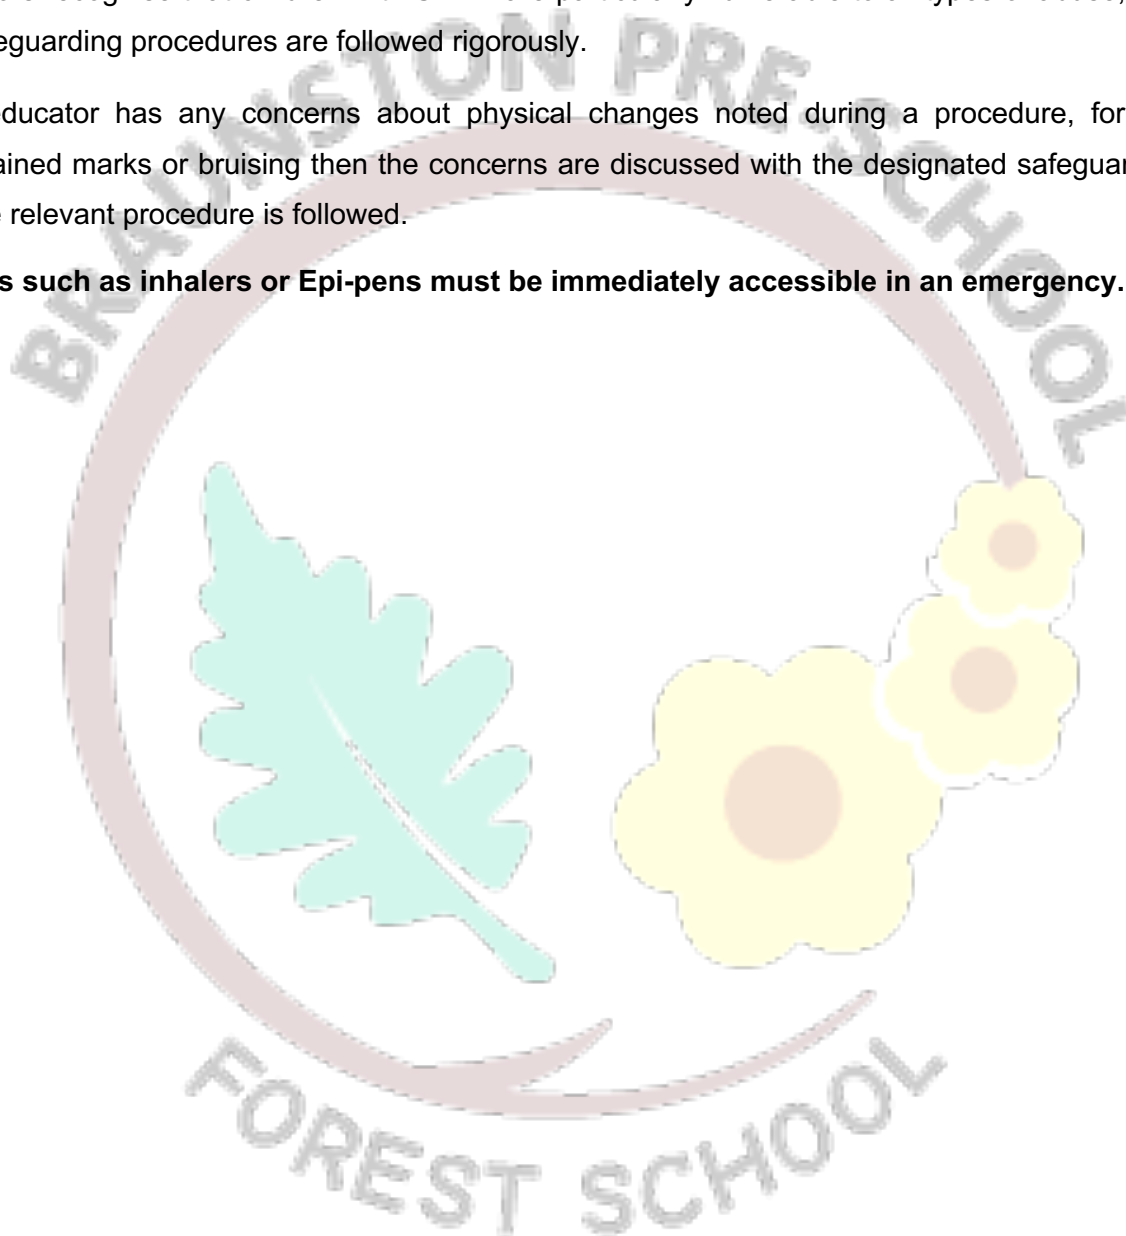 eguarding procedures are followed rigorously.
educator has any concerns about physical changes noted during a procedure, for
ained marks or bruising then the concerns are discussed with the designated safeguar
e relevant procedure is followed.
s such as inhalers or Epi-pens must be immediately accessible in an emergency.
BRAUNSTON PRE-SCHOOL
FOREST SCHOOL